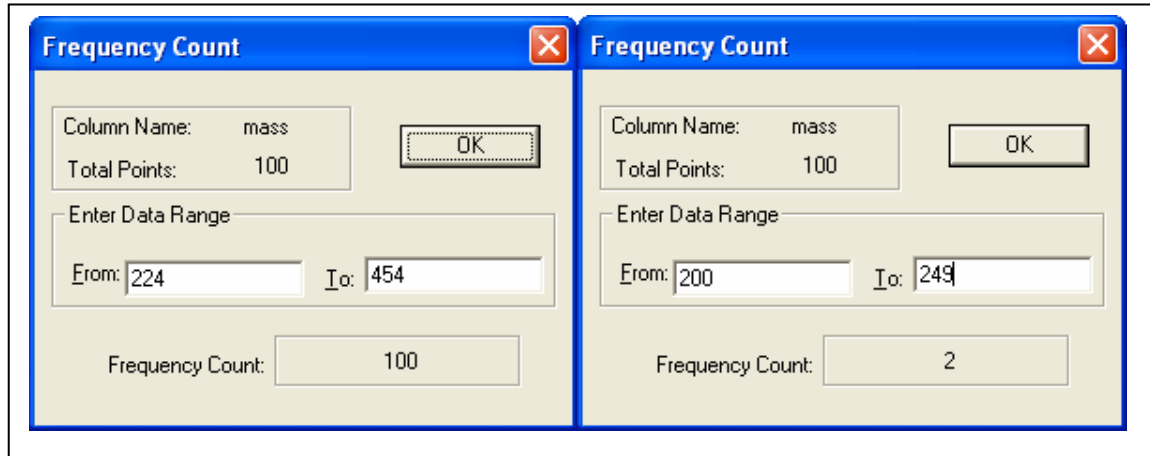 Frequency Count
Column Name: mass
Total Points: 100
OK
Enter Data Range
From: 224 To: 454
Frequency Count: 100
Frequency Count
Column Name: mass
Total Points: 100
OK
Enter Data Range
From: 200 To: 249
Frequency Count: 2